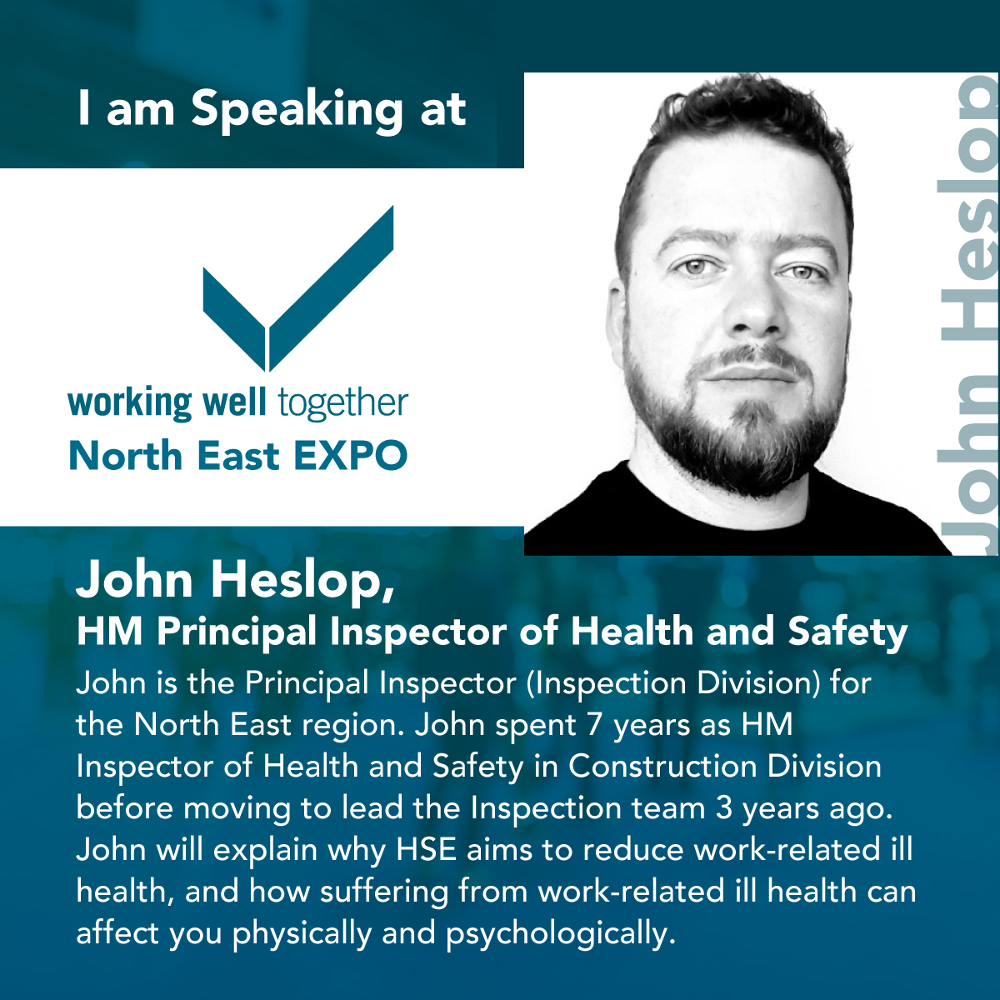 I am Speaking at
working well together
North East EXPO
John Heslop
John Heslop,
HM Principal Inspector of Health and Safety
John is the Principal Inspector (Inspection Division) for
the North East region. John spent 7 years as HM
Inspector of Health and Safety in Construction Division
before moving to lead the Inspection team 3 years ago.
John will explain why HSE aims to reduce work-related ill
health, and how suffering from work-related ill health can
affect you physically and psychologically.